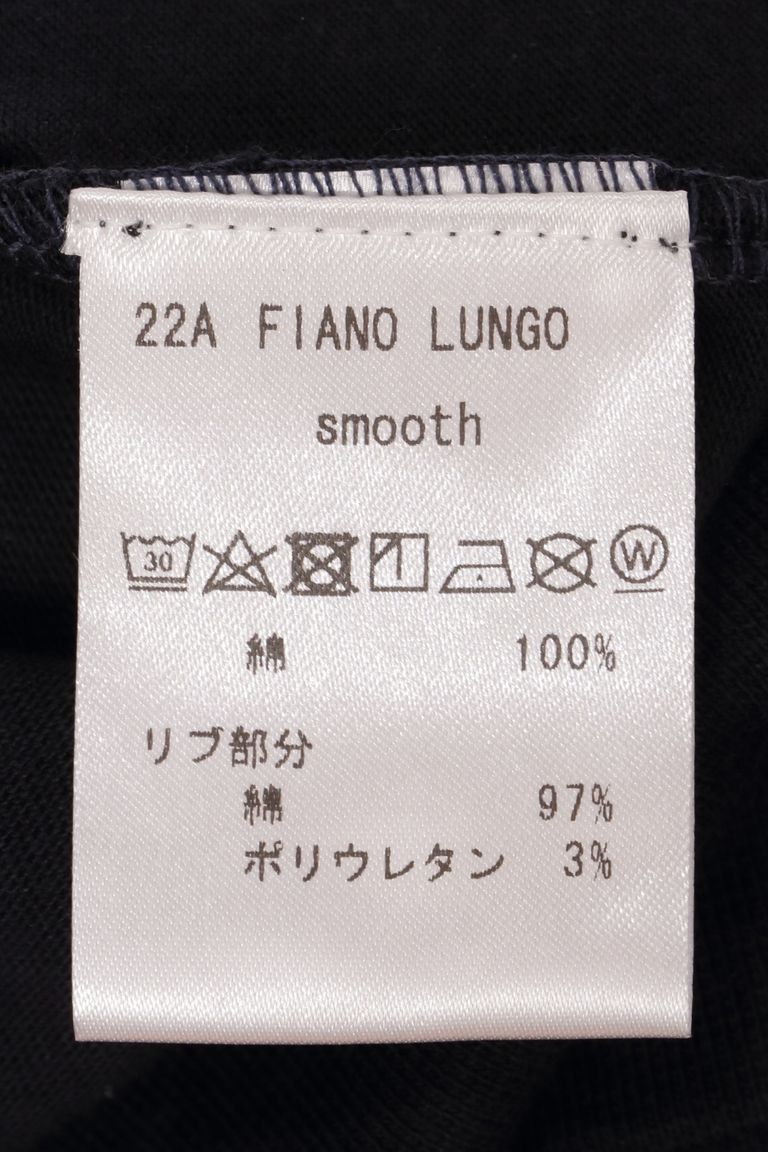 22A FIANO LUNGO
smooth
30 W
綿 100%
リブ部分
綿 97%
ポリウレタン 3%